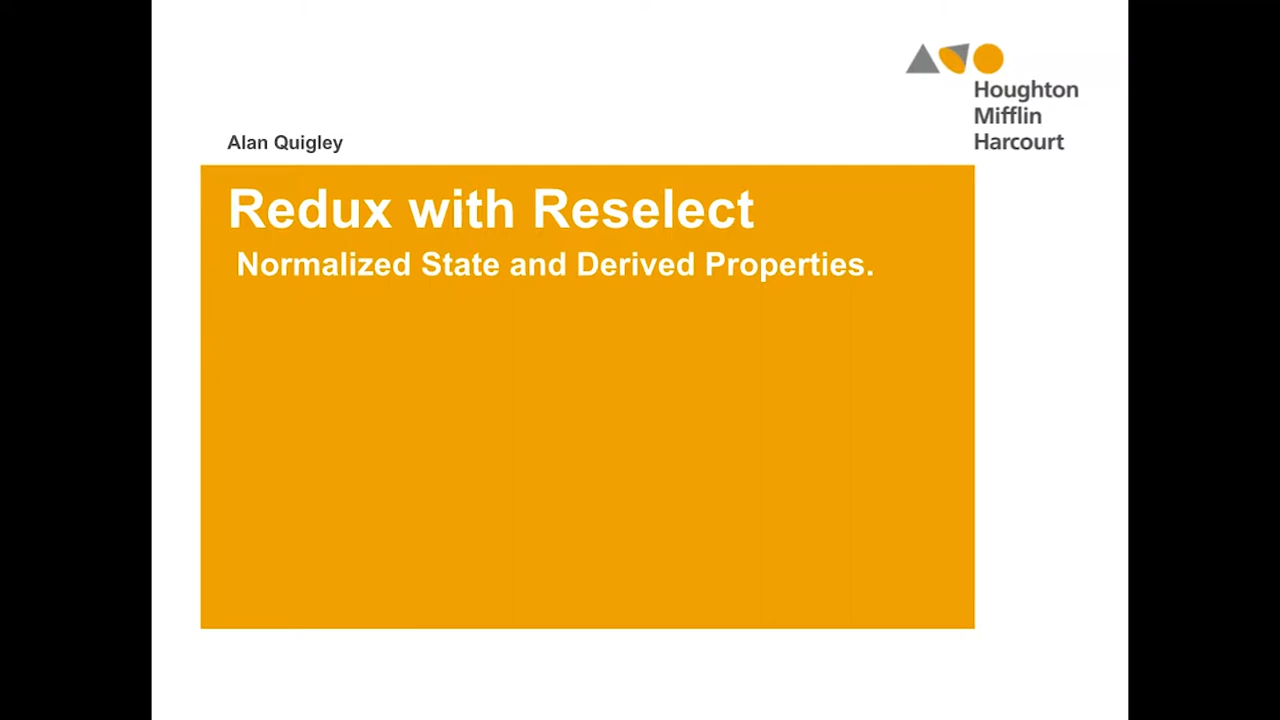 Houghton
Mifflin
Harcourt
Alan Quigley
Redux with Reselect
Normalized State and Derived Properties.